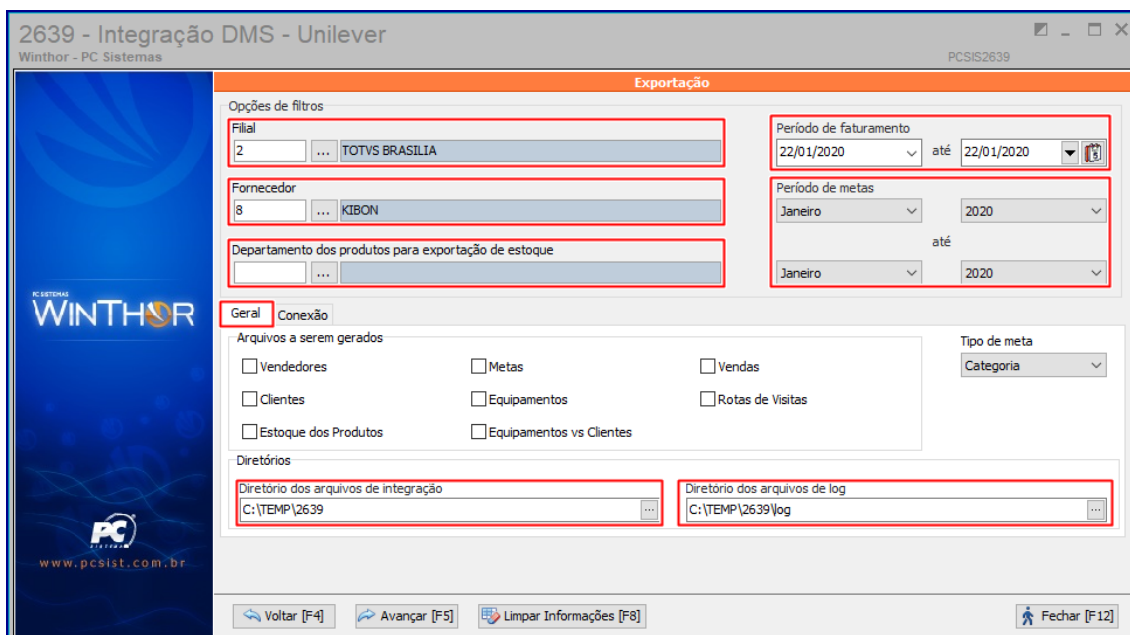 2639 - Integração DMS - Unilever
Winthor - PC Sistemas
PCSIS2639
Exportação
Opções de filtros
Filial
2 ... TOTVS BRASILIA
Período de faturamento
22/01/2020 até 22/01/2020
Fornecedor
8 ... KIBON
Período de metas
Janeiro 2020
até
Janeiro 2020
Departamento dos produtos para exportação de estoque
...
PC SISTEMAS
WINTHOR
Geral Conexão
Arquivos a serem gerados
Vendedores Metas Vendas
Clientes Equipamentos Rotas de Visitas
Estoque dos Produtos Equipamentos vs Clientes
Tipo de meta
Categoria
Diretórios
Diretório dos arquivos de integração
C:\TEMP\2639 ...
Diretório dos arquivos de log
C:\TEMP\2639\log ...
PC
SISTEMAS
www.pcsist.com.br
Voltar [F4] Avançar [F5] Limpar Informações [F8] Fechar [F12]